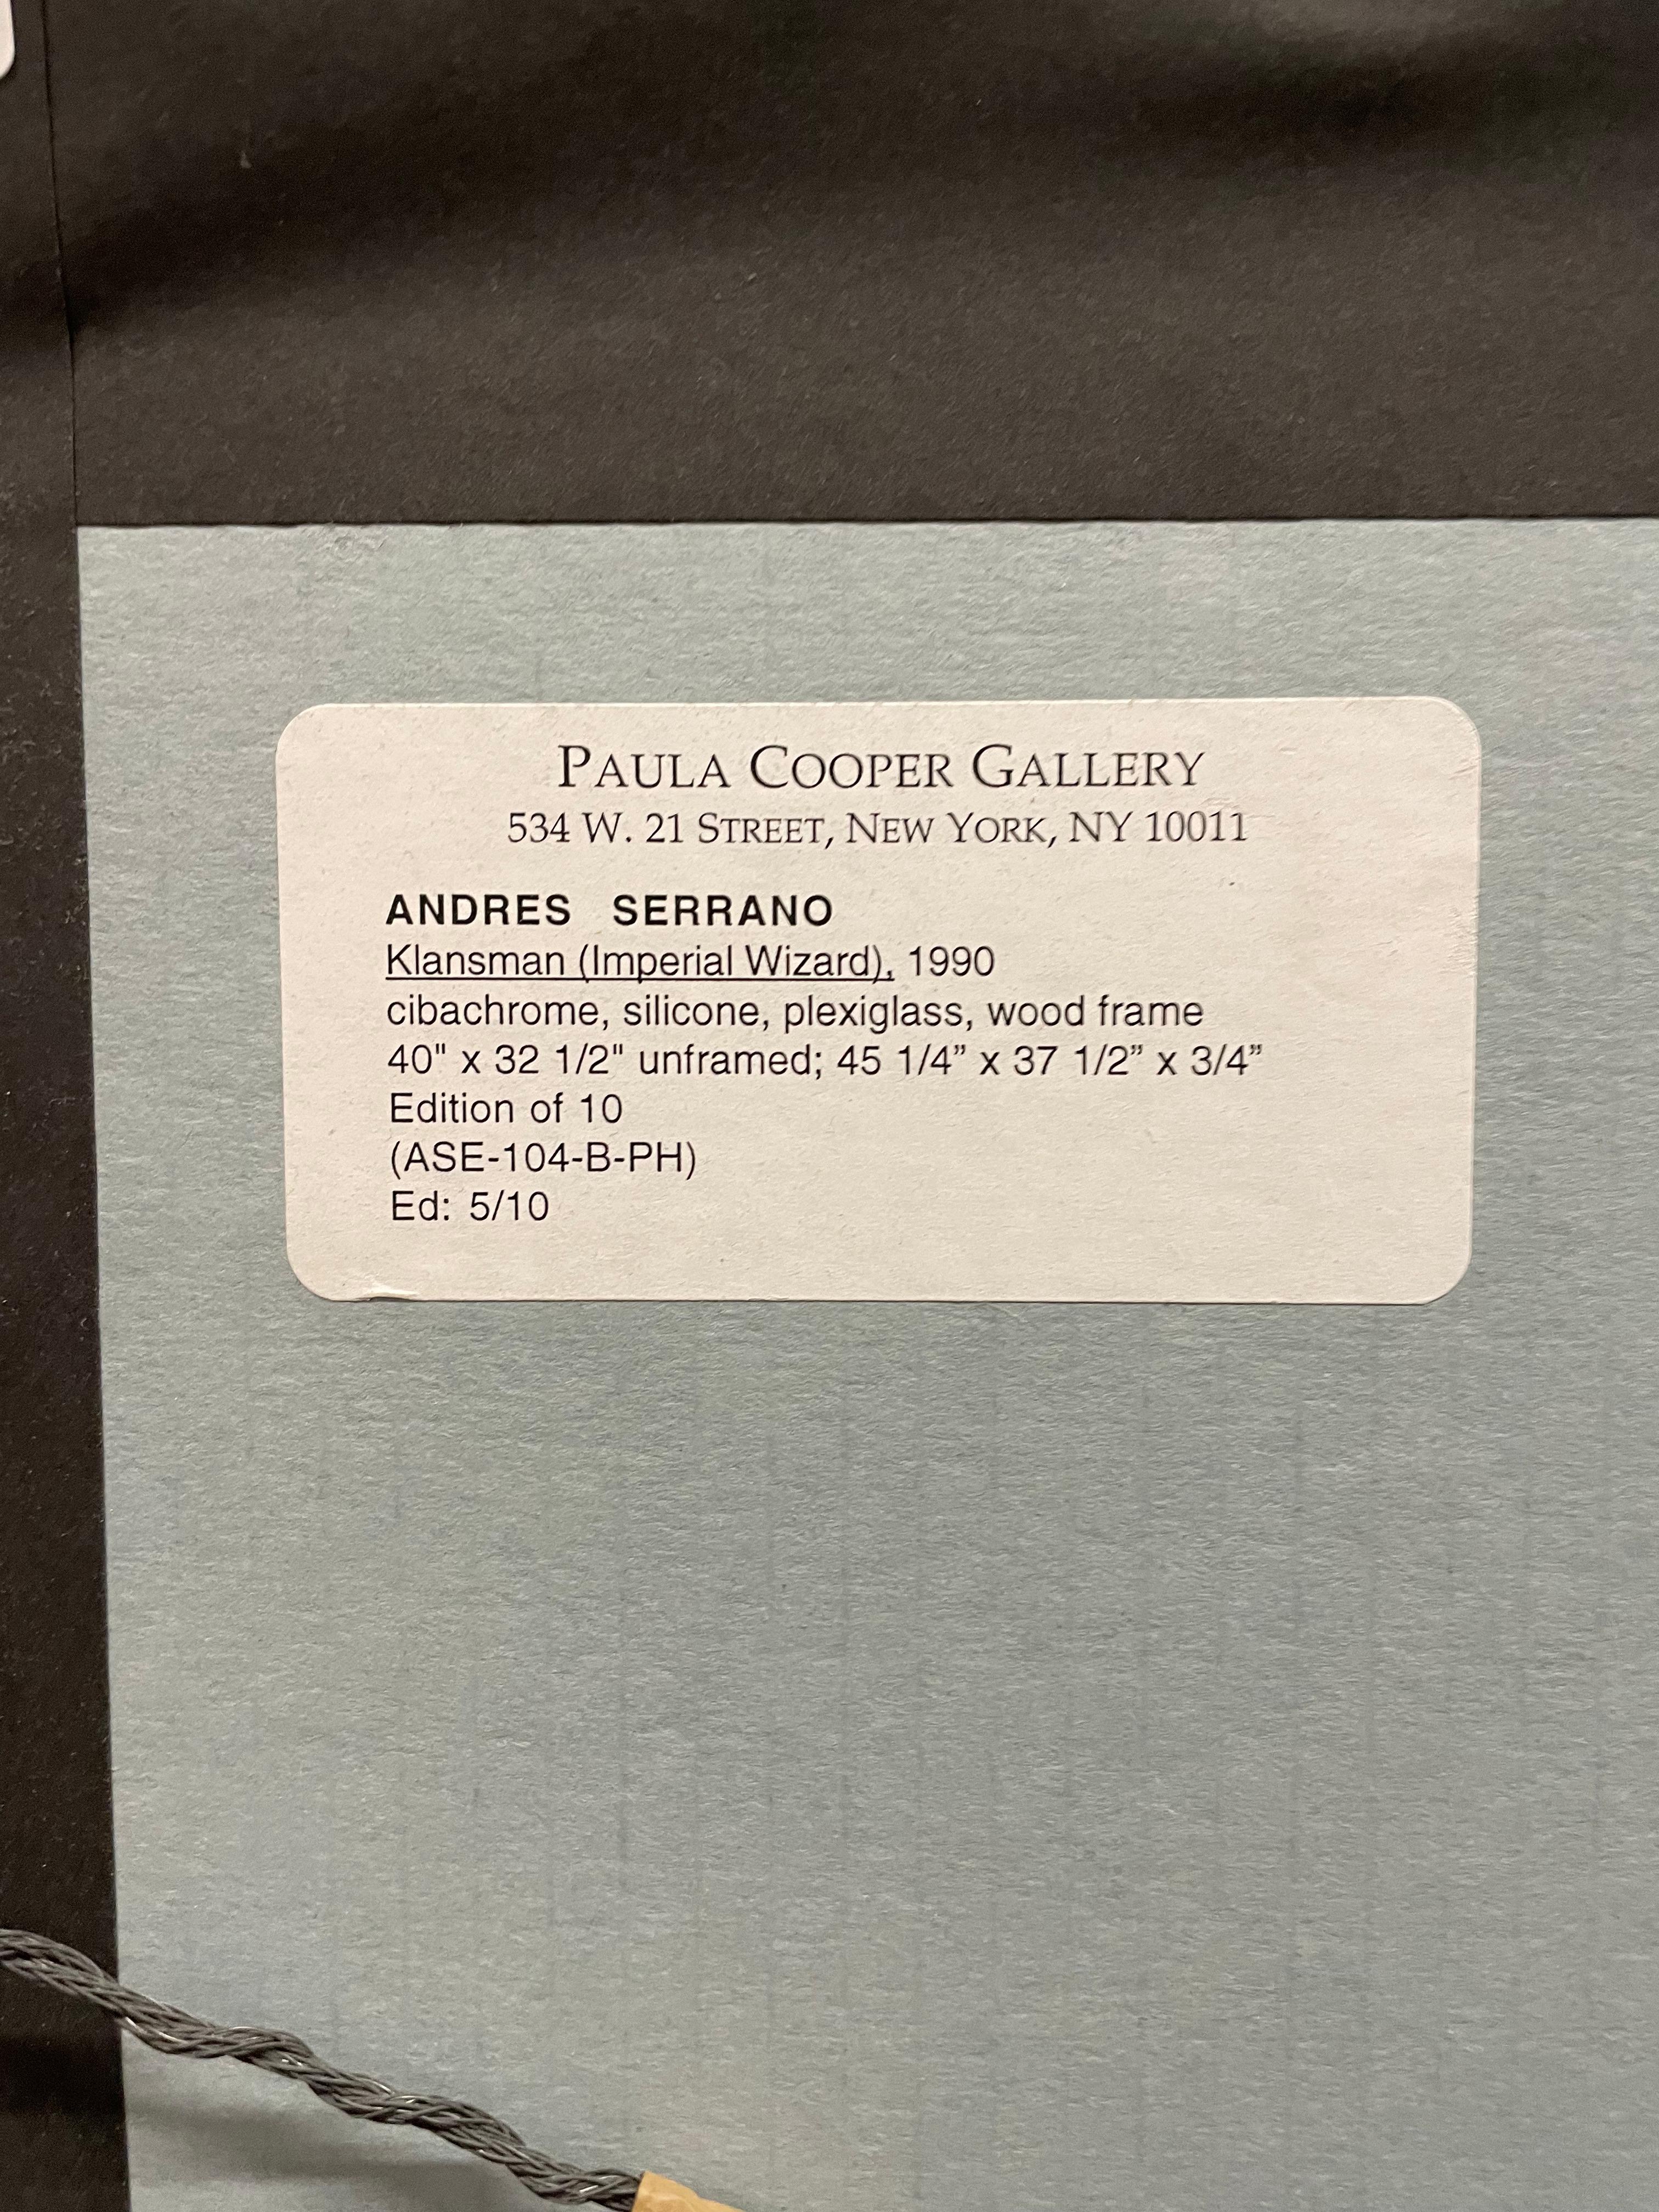 PAULA COOPER GALLERY
534 W. 21 STREET, NEW YORK, NY 10011
ANDRES SERRANO
Klansman (Imperial Wizard), 1990
cibachrome, silicone, plexiglass, wood frame
40" x 32 1/2" unframed; 45 1/4” x 37 1/2” x 3/4”
Edition of 10
(ASE-104-B-PH)
Ed: 5/10